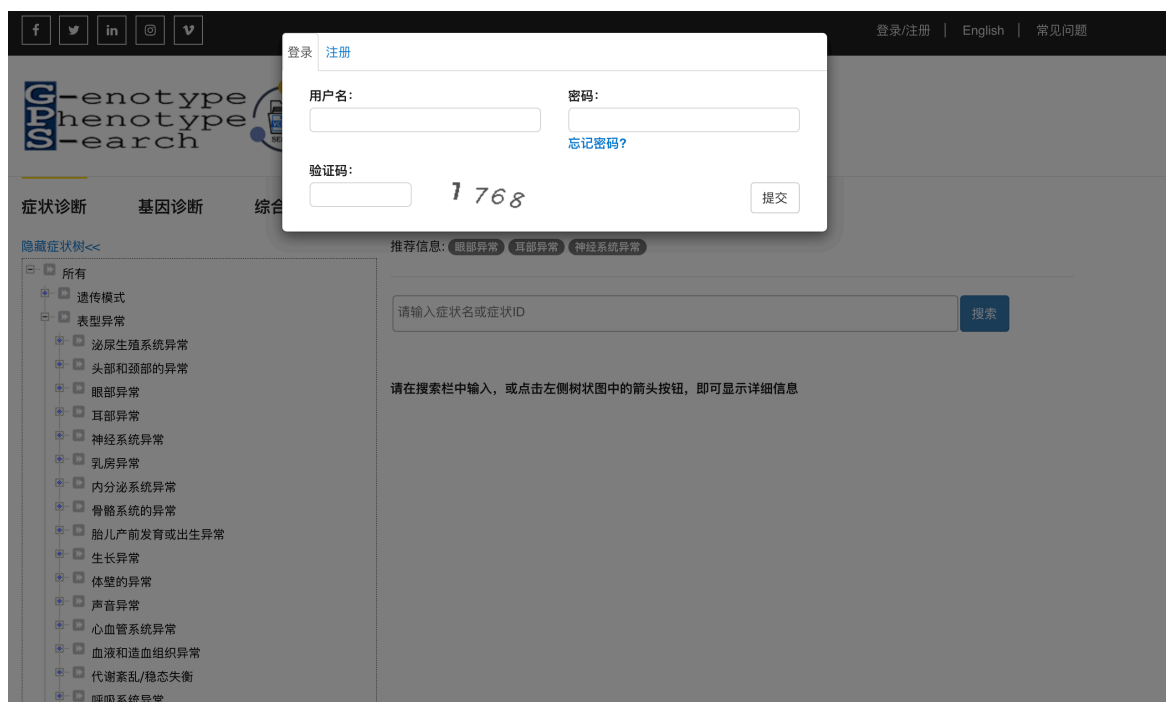 登录/注册 | English | 常见问题
登录 注册
用户名：
密码：
忘记密码?
验证码：
1768
提交
G-enotype
Phenotype
S-earch
症状诊断 基因诊断 综合
隐藏症状树<<
推荐信息: 眼部异常 耳部异常 神经系统异常
所有
遗传模式
表型异常
泌尿生殖系统异常
头部和颈部的异常
眼部异常
耳部异常
神经系统异常
乳房异常
内分泌系统异常
骨骼系统的异常
胎儿产前发育或出生异常
生长异常
体壁的异常
声音异常
心血管系统异常
血液和造血组织异常
代谢紊乱/稳态失衡
呼吸系统异常
请输入症状名或症状ID
搜索
请在搜索栏中输入，或点击左侧树状图中的箭头按钮，即可显示详细信息